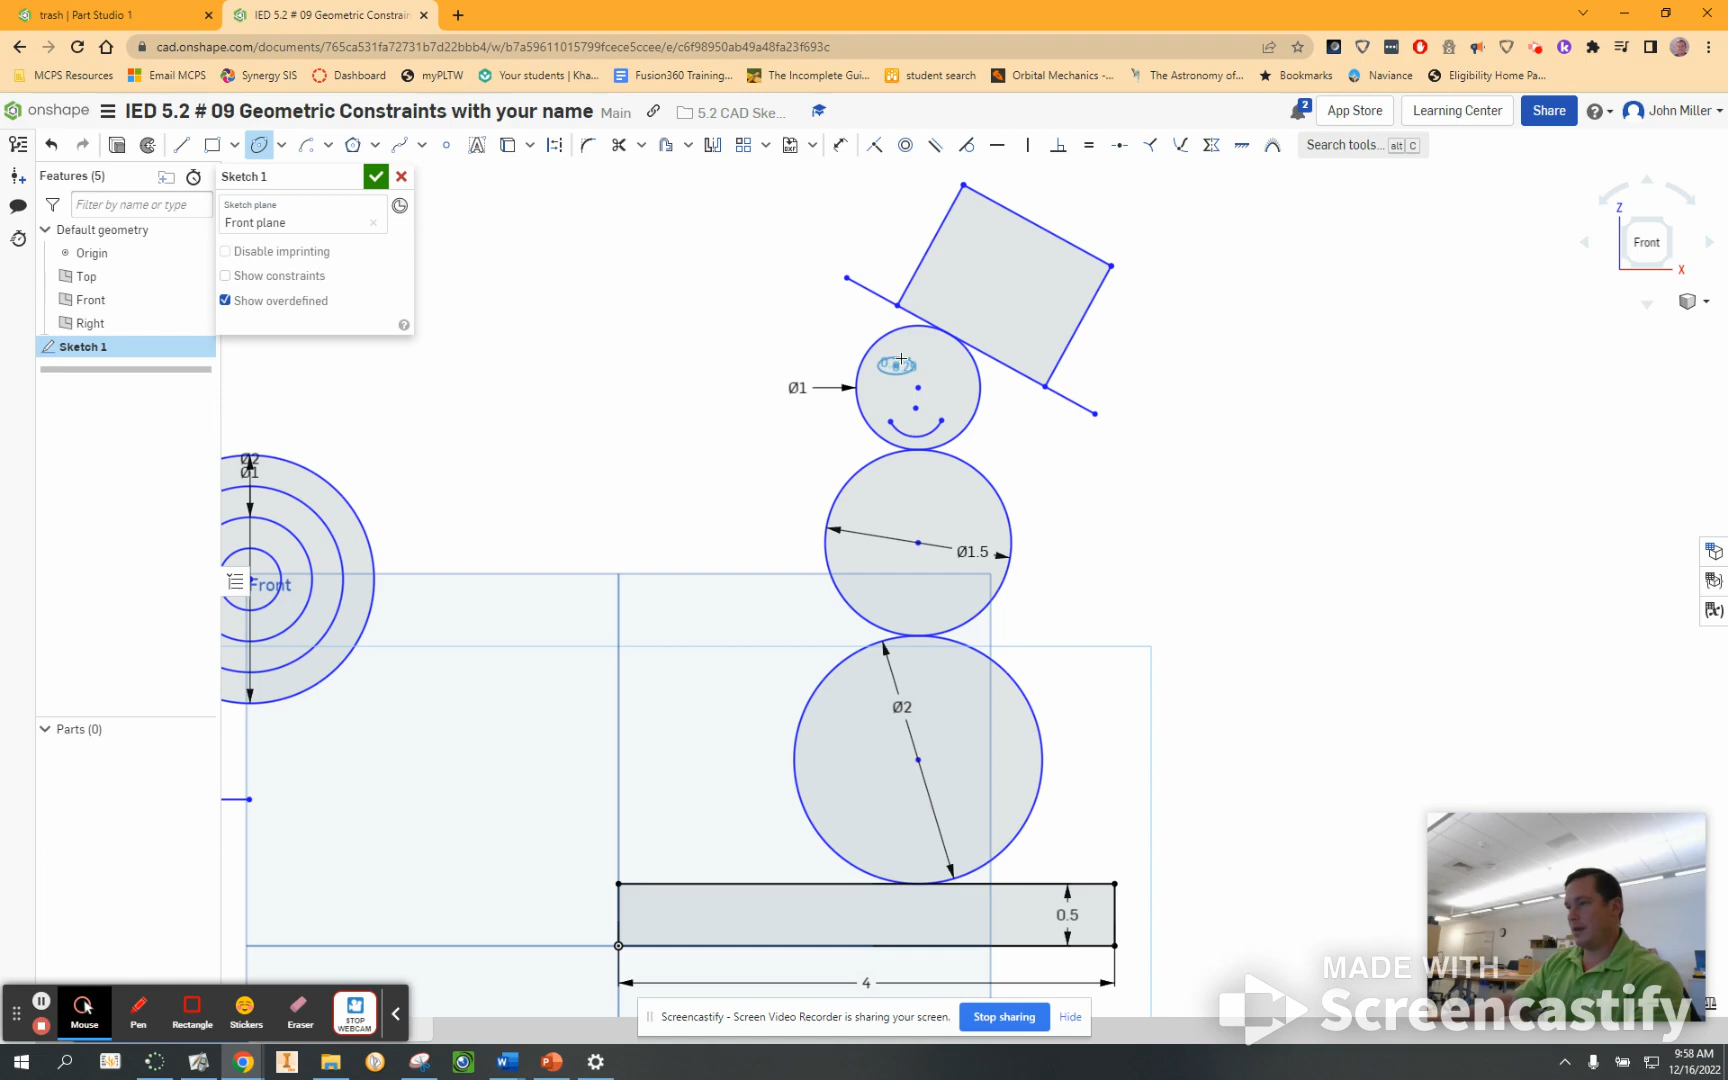 trash | Part Studio 1
IED 5.2 # 09 Geometric Constrain
cad.onshape.com/documents/765ca531fa72731b7d22bbb4/w/b7a59611015799fcece5ccee/e/c6f98950ab49a48fa23f693c
MCPS Resources
Email MCPS
Synergy SIS
Dashboard
myPLTW
Your students | Kha...
Fusion360 Training...
The Incomplete Gui...
student search
Orbital Mechanics -...
The Astronomy of...
Bookmarks
Naviance
Eligibility Home Pa...
onshape
IED 5.2 # 09 Geometric Constraints with your name
Main
5.2 CAD Ske...
2
App Store
Learning Center
Share
John Miller
Search tools... alt C
Features (5)
Filter by name or type
Default geometry
Origin
Top
Front
Right
Sketch 1
Parts (0)
Sketch 1
Sketch plane
Front plane
Disable imprinting
Show constraints
Show overdefined
Z
Front
X
Ø1
Ø2
Ø1
Ø1.5
Front
Ø2
0.5
4
Mouse
Pen
Rectangle
Stickers
Eraser
STOP
WEBCAM
Screencastify - Screen Video Recorder is sharing your screen.
Stop sharing
Hide
MADE WITH
Screencastify
9:58 AM
12/16/2022